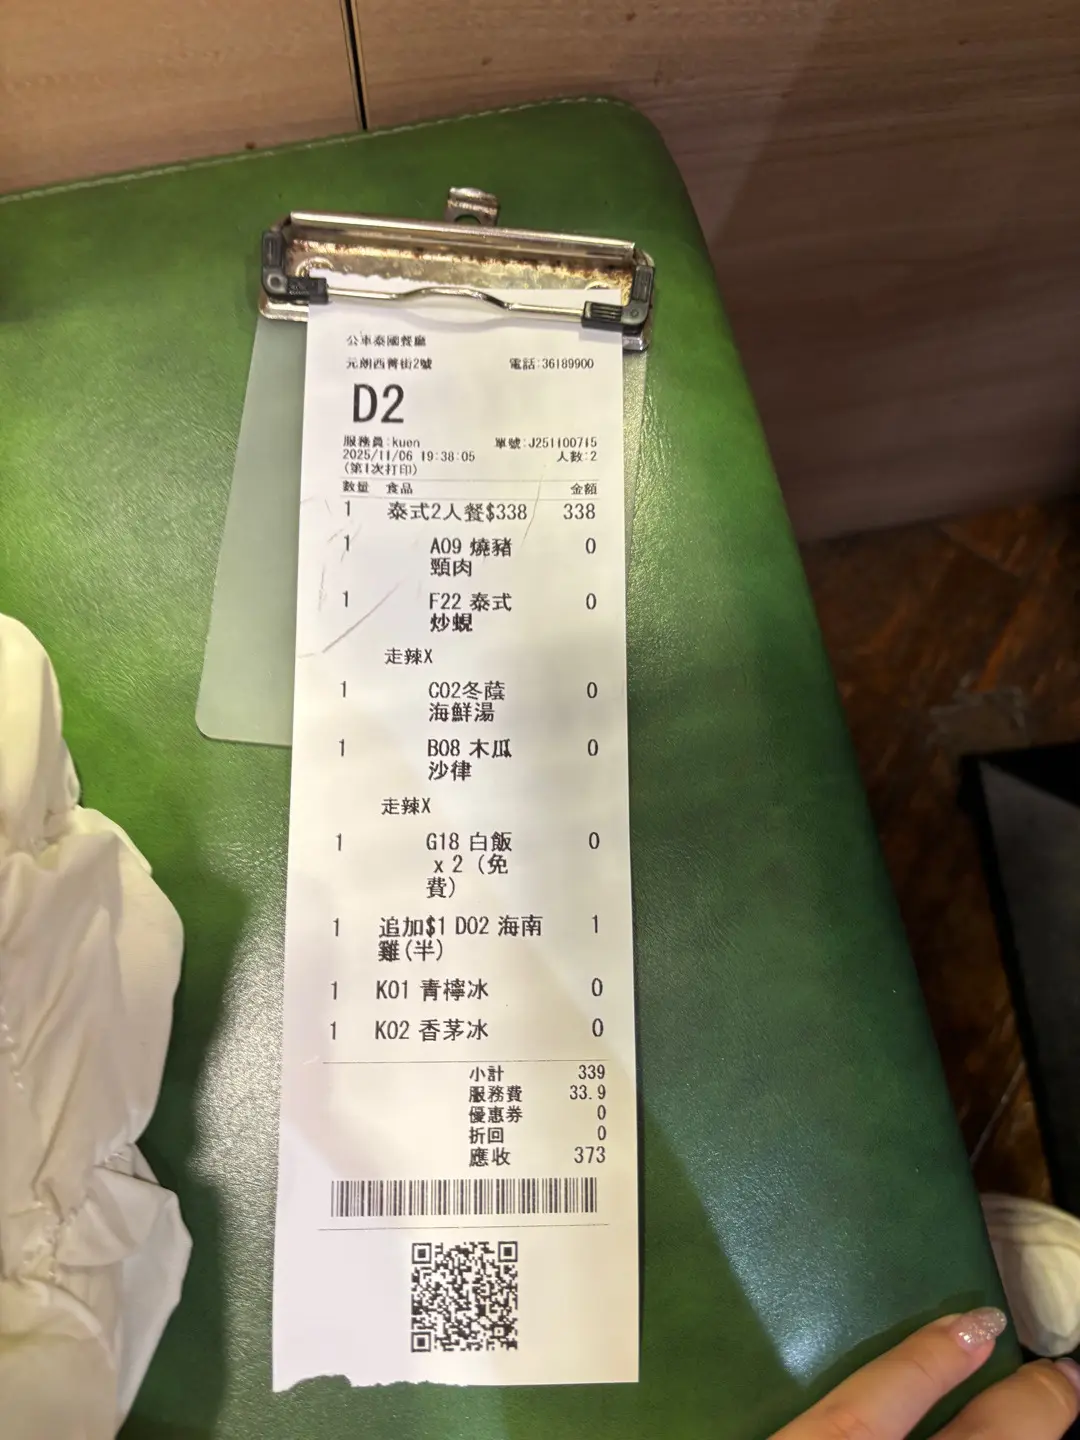 公車泰國餐廳
元朗西菁街2號 電話:36189900
D2
服務員:kuen 單號:J251100715
2025/11/06 19:38:05 人數:2
(第1次打印)
數量 食品 金額
1 泰式2人餐$338 338
1 A09 燒豬 0
頸肉
1 F22 泰式 0
炒蜆
走辣X
1 C02冬蔭 0
海鮮湯
1 B08 木瓜 0
沙律
走辣X
1 G18 白飯 0
x 2 (免
費)
1 追加$1 D02 海南 1
雞(半)
1 K01 青檸冰 0
1 K02 香茅冰 0
小計 339
服務費 33.9
優惠券 0
折回 0
應收 373